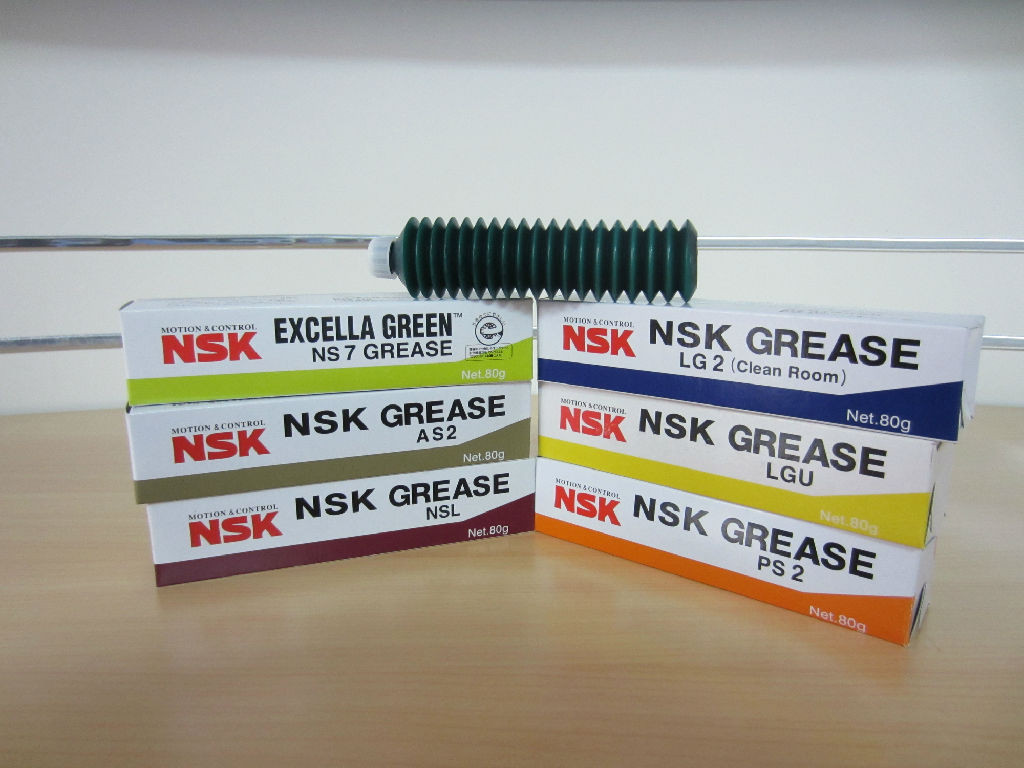 MOTION & CONTROL
NSK
EXCELLA GREEN™
NS7 GREASE
Net.80g
MOTION & CONTROL
NSK
NSK GREASE
AS2
Net.80g
MOTION & CONTROL
NSK
NSK GREASE
NSL
Net.80g
MOTION & CONTROL
NSK
NSK GREASE
LG2 (Clean Room)
Net.80g
MOTION & CONTROL
NSK
NSK GREASE
LGU
Net.80g
MOTION & CONTROL
NSK
NSK GREASE
PS2
Net.80g